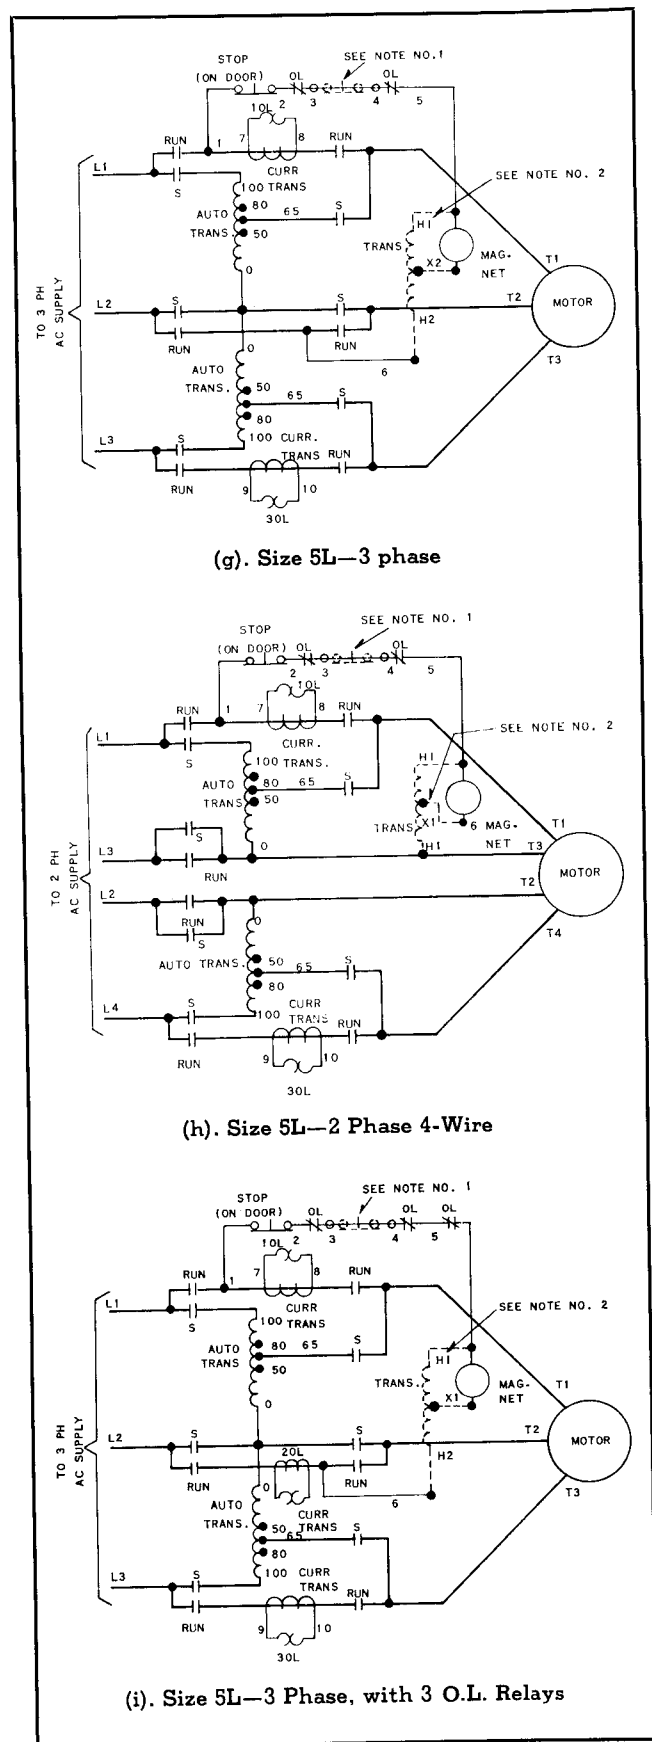 STOP
(ON DOOR)
OL
SEE NOTE NO.1
OL
2
3
4
5
1OL
RUN
1
7
8
RUN
L1
S
CURR
TRANS
100
80
65
S
AUTO
TRANS.
50
0
SEE NOTE NO. 2
H1
TRANS
X2
MAG-
NET
T1
TO 3 PH
AC SUPPLY
L2
S
S
T2
MOTOR
H2
RUN
RUN
0
6
T3
AUTO
TRANS.
50
65
S
80
L3
S
100
CURR.
TRANS
RUN
RUN
9
10
3OL
(g). Size 5L—3 phase
STOP
(ON DOOR)
OL
SEE NOTE NO. 1
OL
2
3
4
5
1OL
RUN
1
7
8
RUN
L1
S
CURR.
TRANS.
100
80
65
S
AUTO
TRANS
50
0
SEE NOTE NO. 2
H1
TRANS
X1
6
MAG-
NET
T1
TO 2 PH
AC SUPPLY
S
L3
RUN
H1
T3
L2
T2
MOTOR
RUN
S
0
T4
AUTO TRANS.
50
65
S
80
L4
S
100
CURR
TRANS
RUN
RUN
9
10
3OL
(h). Size 5L—2 Phase 4-Wire
STOP
(ON DOOR)
OL
SEE NOTE NO. 1
OL
OL
2
3
4
5
1OL
RUN
1
7
8
RUN
L1
S
CURR
TRANS
100
80
65
S
AUTO
TRANS
50
0
SEE NOTE NO. 2
H1
TRANS.
X1
MAG-
NET
T1
TO 3 PH
AC SUPPLY
L2
S
S
T2
MOTOR
2OL
H2
RUN
RUN
0
6
T3
AUTO
TRANS.
CURR
TRANS
50
65
S
80
L3
S
100
CURR
TRANS
RUN
RUN
9
10
3OL
(i). Size 5L—3 Phase, with 3 O.L. Relays